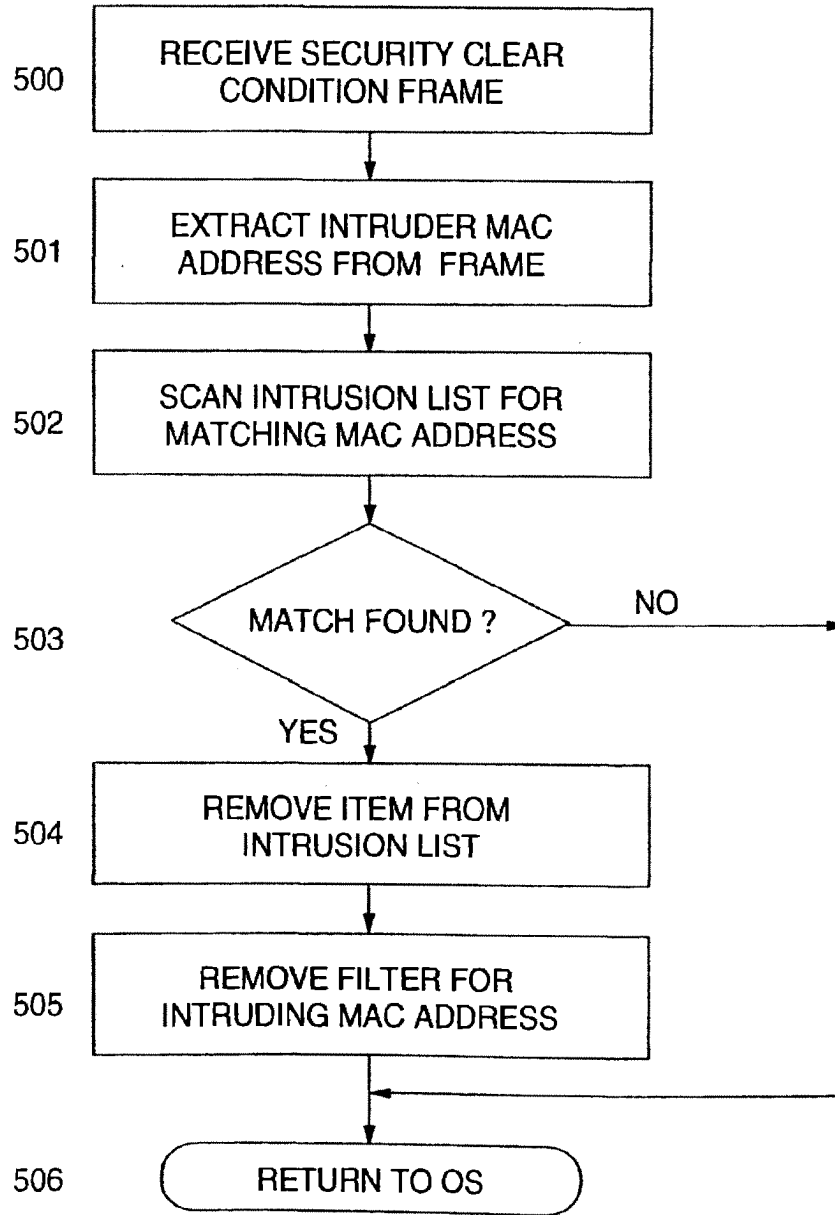 500
RECEIVE SECURITY CLEAR
CONDITION FRAME
501
EXTRACT INTRUDER MAC
ADDRESS FROM FRAME
502
SCAN INTRUSION LIST FOR
MATCHING MAC ADDRESS
503
MATCH FOUND ?
NO
YES
504
REMOVE ITEM FROM
INTRUSION LIST
505
REMOVE FILTER FOR
INTRUDING MAC ADDRESS
506
RETURN TO OS